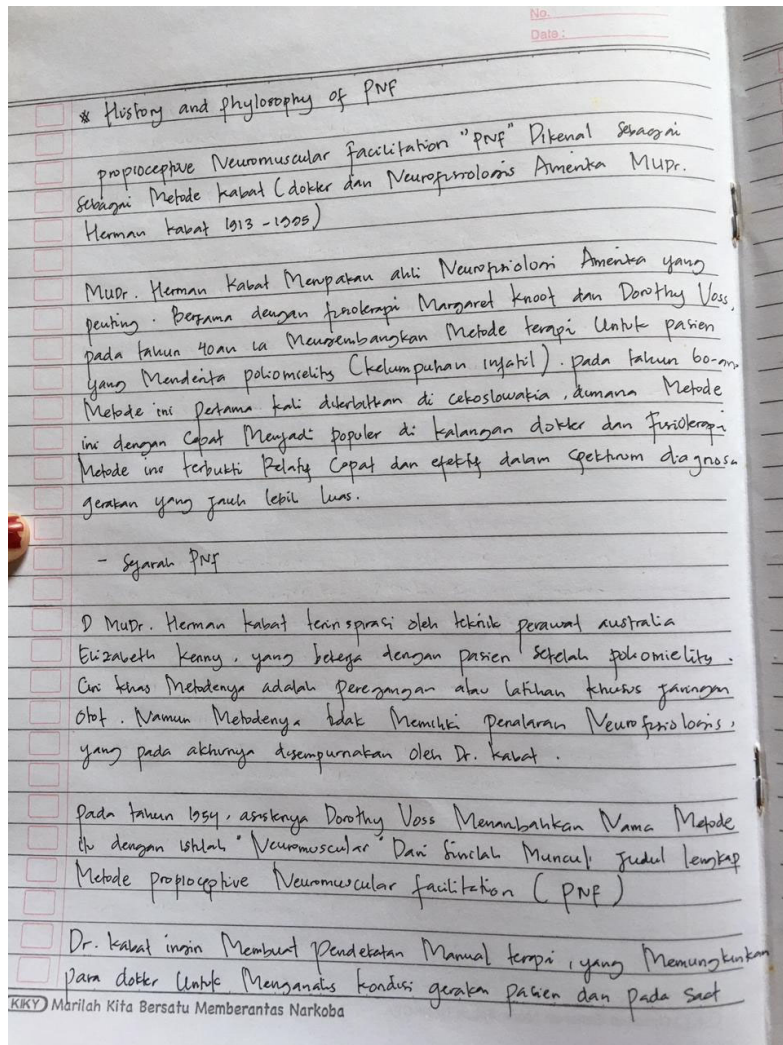 No.
Date :
* History and phylosophy of PNF
propioceptive Neuromuscular Facilitation "PNF" Dikenal sebagai
sebagai Metode kabat (dokter dan Neurofisiologis Amerika MUDr.
Herman kabat 1913 - 1995)
MUDr. Herman Kabat Merupakan ahli Neurofisiologi Amerika yang
penting. Bersama dengan fisioterapi Margaret knoot dan Dorothy Voss,
pada tahun 40an ia Mengembangkan Metode terapi Untuk pasien
yang Menderita poliomielitis (kelumpuhan infatil). pada tahun 60-an,
Metode ini pertama kali diterbitkan di cekoslowakia, dimana Metode
ini dengan Cepat Menjadi populer di kalangan dokter dan Fisioterapi
Metode ini terbukti Relatif Cepat dan efektif dalam spektrum diagnosa
gerakan yang jauh lebih luas.
- Sejarah PNF
D MUDr. Herman kabat terinspirasi oleh teknik perawat australia
Elizabeth kenny, yang bekerja dengan pasien setelah poliomielity.
Ciri khas Metodenya adalah peregangan atau latihan khusus jaringan
otot. Namun Metodenya tidak Memiliki penalaran Neurofisiologis,
yang pada akhirnya disempurnakan oleh Dr. kabat.
Pada tahun 1954, asistenya Dorothy Voss Menambahkan Nama Metode
itu dengan istilah "Neuromuscular" Dari Sinilah Muncul Judul lengkap
Metode propioceptive Neuromuscular facilitation (PNF)
Dr. kabat ingin Membuat Pendekatan Manual terapi, yang Memungkinkan
para dokter Untuk Menganalis kondisi gerakan pasien dan pada saat
KIKY Marilah Kita Bersatu Memberantas Narkoba